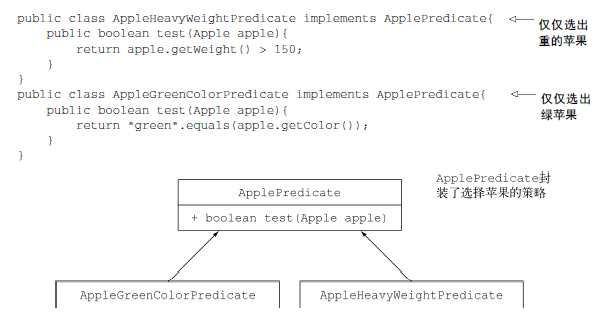 public class AppleHeavyWeightPredicate implements ApplePredicate{
    public boolean test(Apple apple){
        return apple.getWeight() > 150;
    }
}
仅仅选出
重的苹果
public class AppleGreenColorPredicate implements ApplePredicate{
    public boolean test(Apple apple){
        return "green".equals(apple.getColor());
    }
}
仅仅选出
绿苹果
ApplePredicate封
装了选择苹果的策略
ApplePredicate
+ boolean test(Apple apple)
AppleGreenColorPredicate
AppleHeavyWeightPredicate